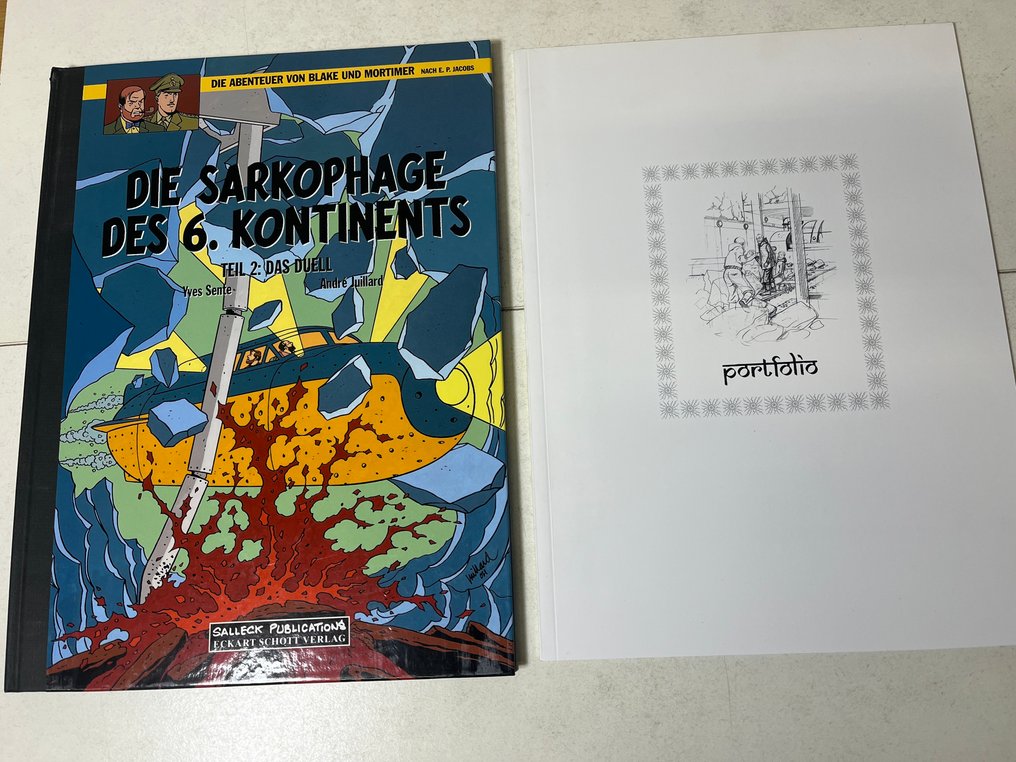 DIE ABENTEUER VON BLAKE UND MORTIMER NACH E. P. JACOBS
DIE SARKOPHAGE
DES 6. KONTINENTS
TEIL 2: DAS DUELL
Yves Sente André Juillard
Juillard
SALLECK PUBLICATIONS
ECKART SCHOTT VERLAG
portfolio